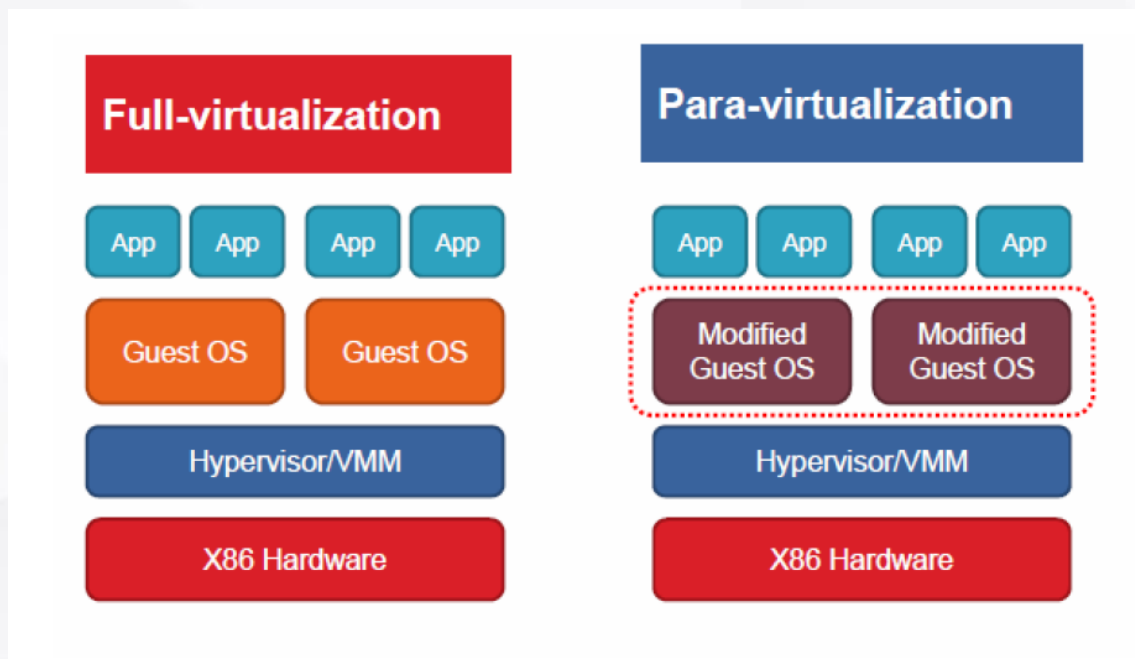 Full-virtualization
App App App App
Guest OS Guest OS
Hypervisor/VMM
X86 Hardware
Para-virtualization
App App App App
Modified
Guest OS
Modified
Guest OS
Hypervisor/VMM
X86 Hardware